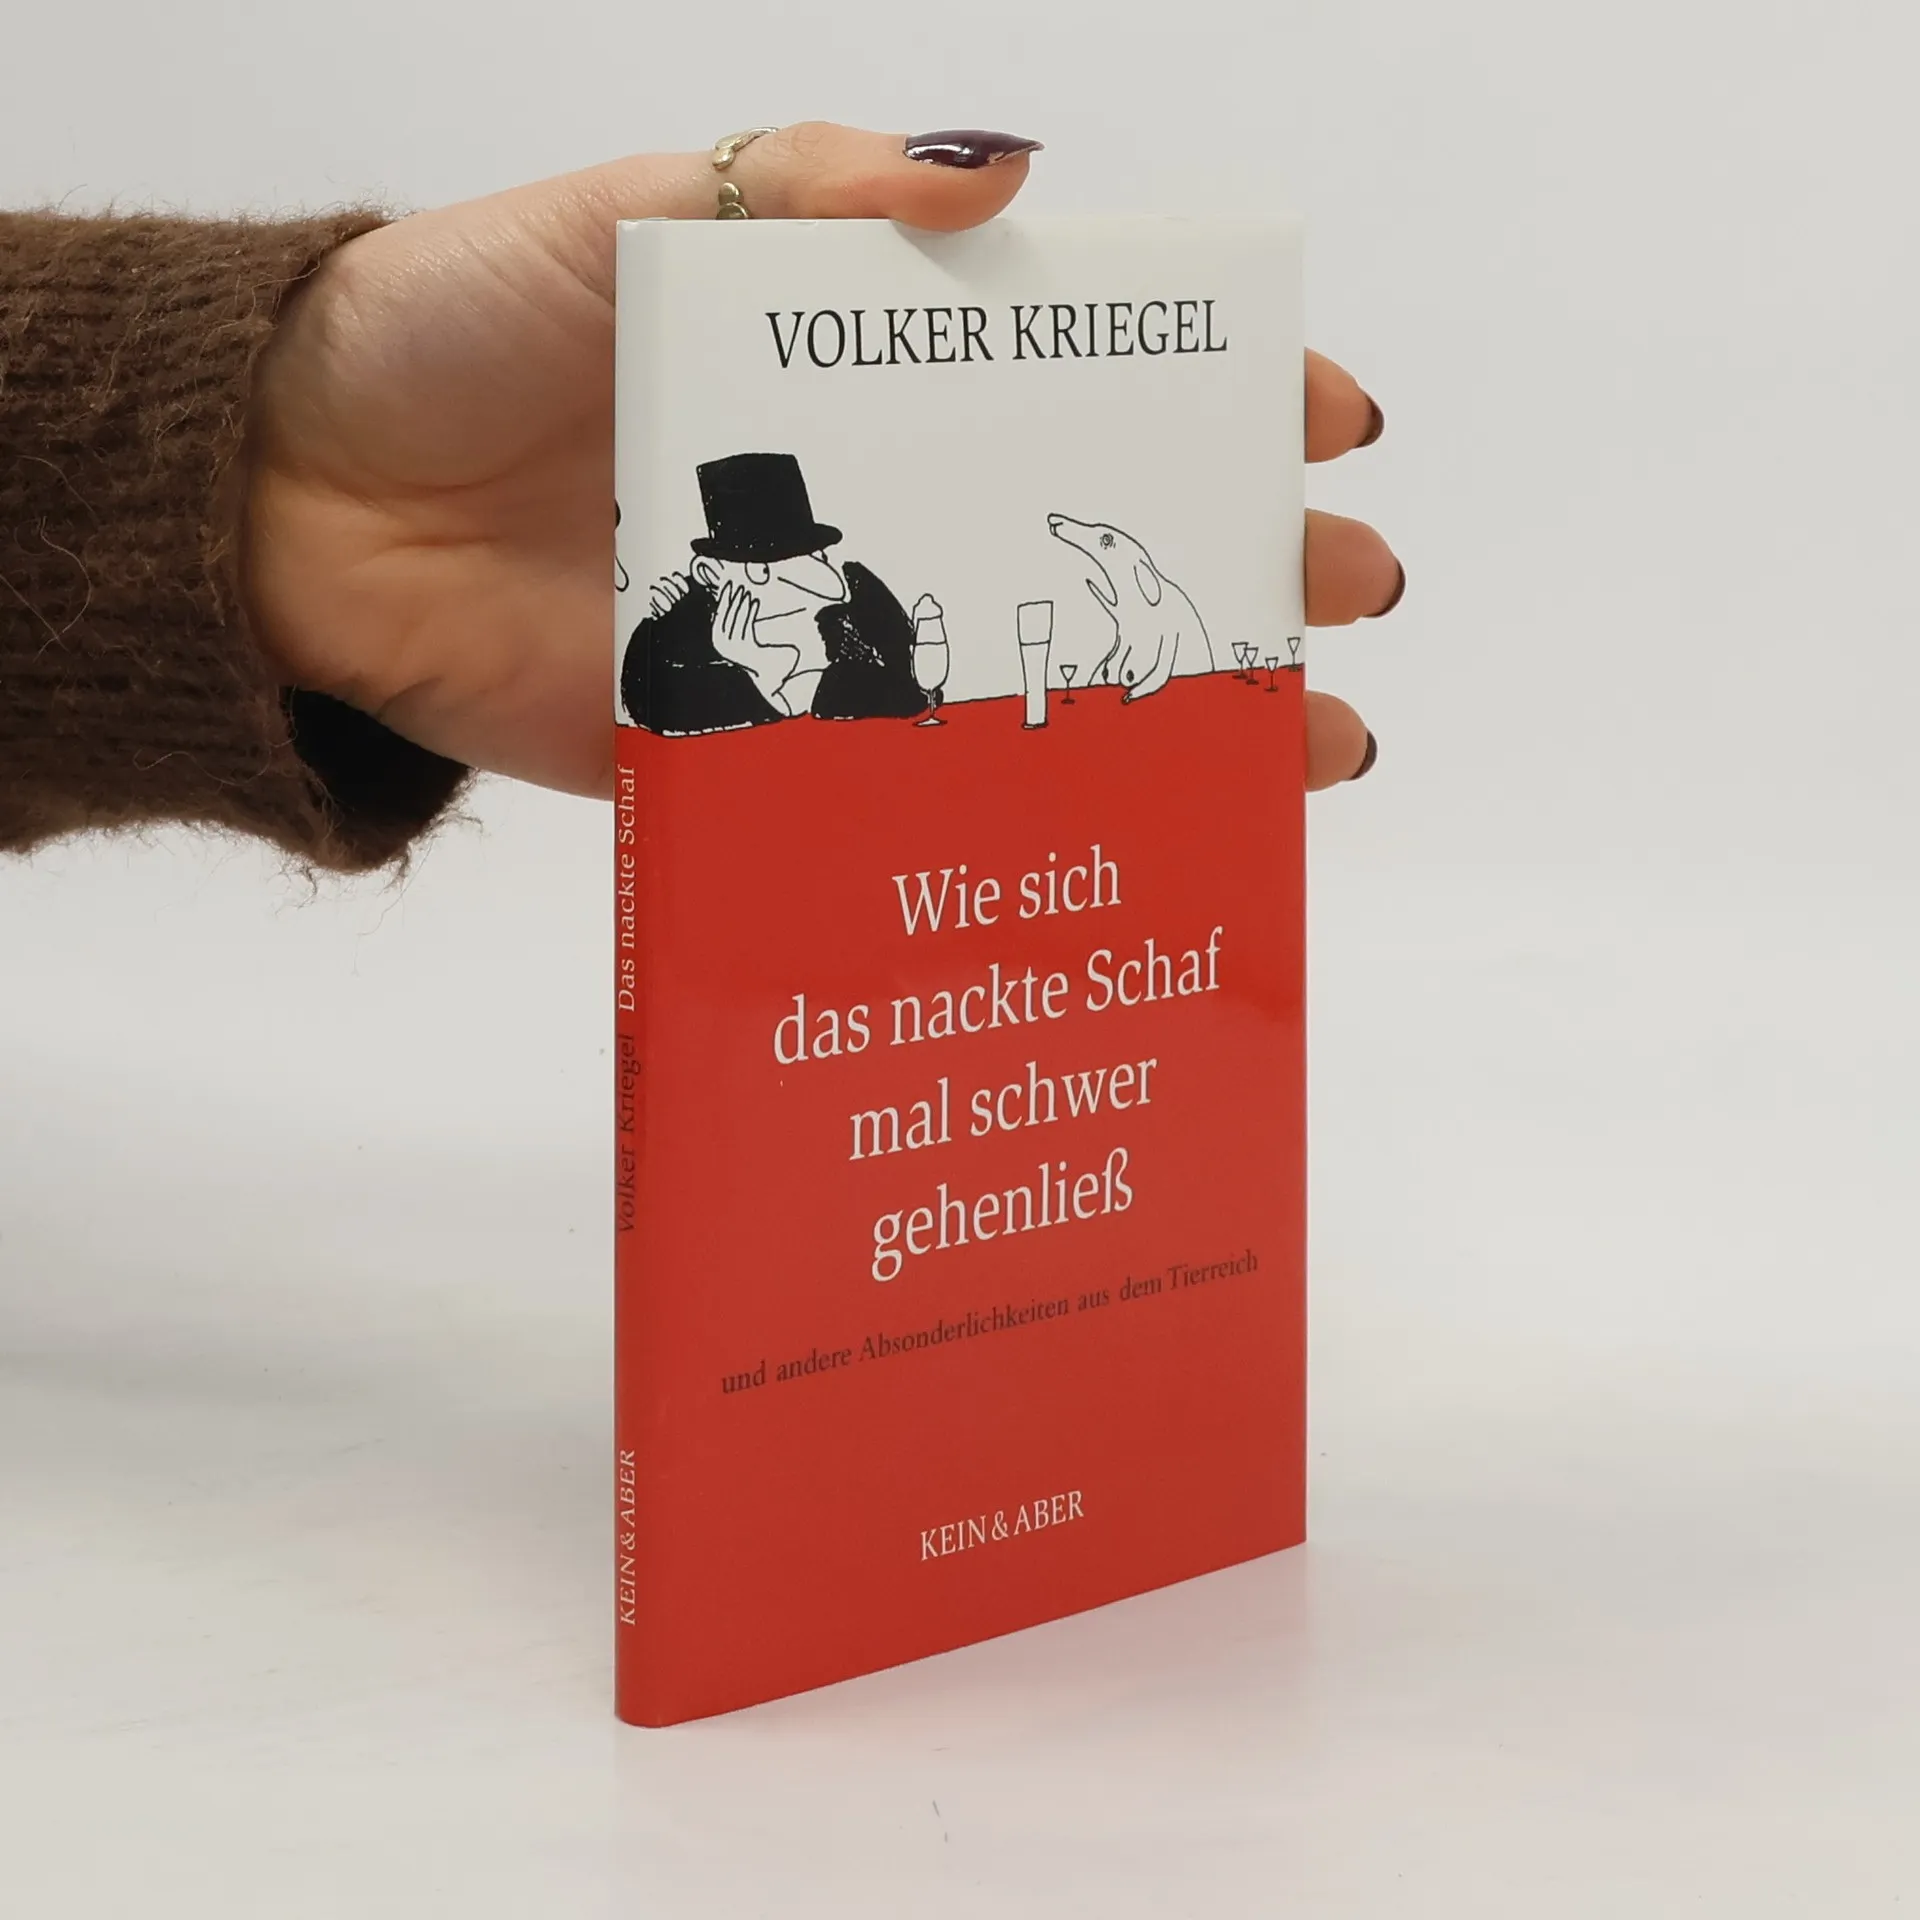 VOLKER KRIEGEL
Wie sich
das nackte Schaf
mal schwer
gehenließ
und andere Absonderlichkeiten aus dem Tierreich
KEIN & ABER
Volker Kriegel Das nackte Schaf
KEIN & ABER